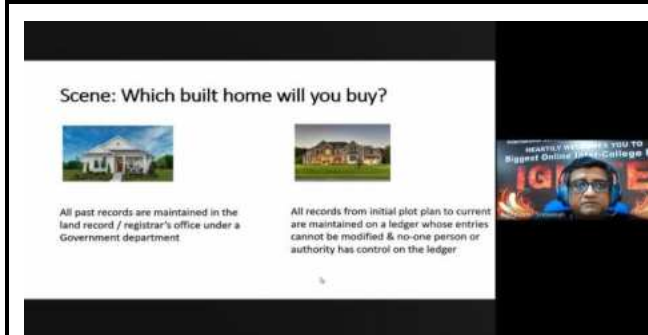 Scene: Which built home will you buy?
All past records are maintained in the
land record / registrar's office under a
Government department
All records from initial plot plan to current
are maintained on a ledger whose entries
cannot be modified & no-one person or
authority has control on the ledger
HEARTILY YOU TO
Biggest Online Inter-College